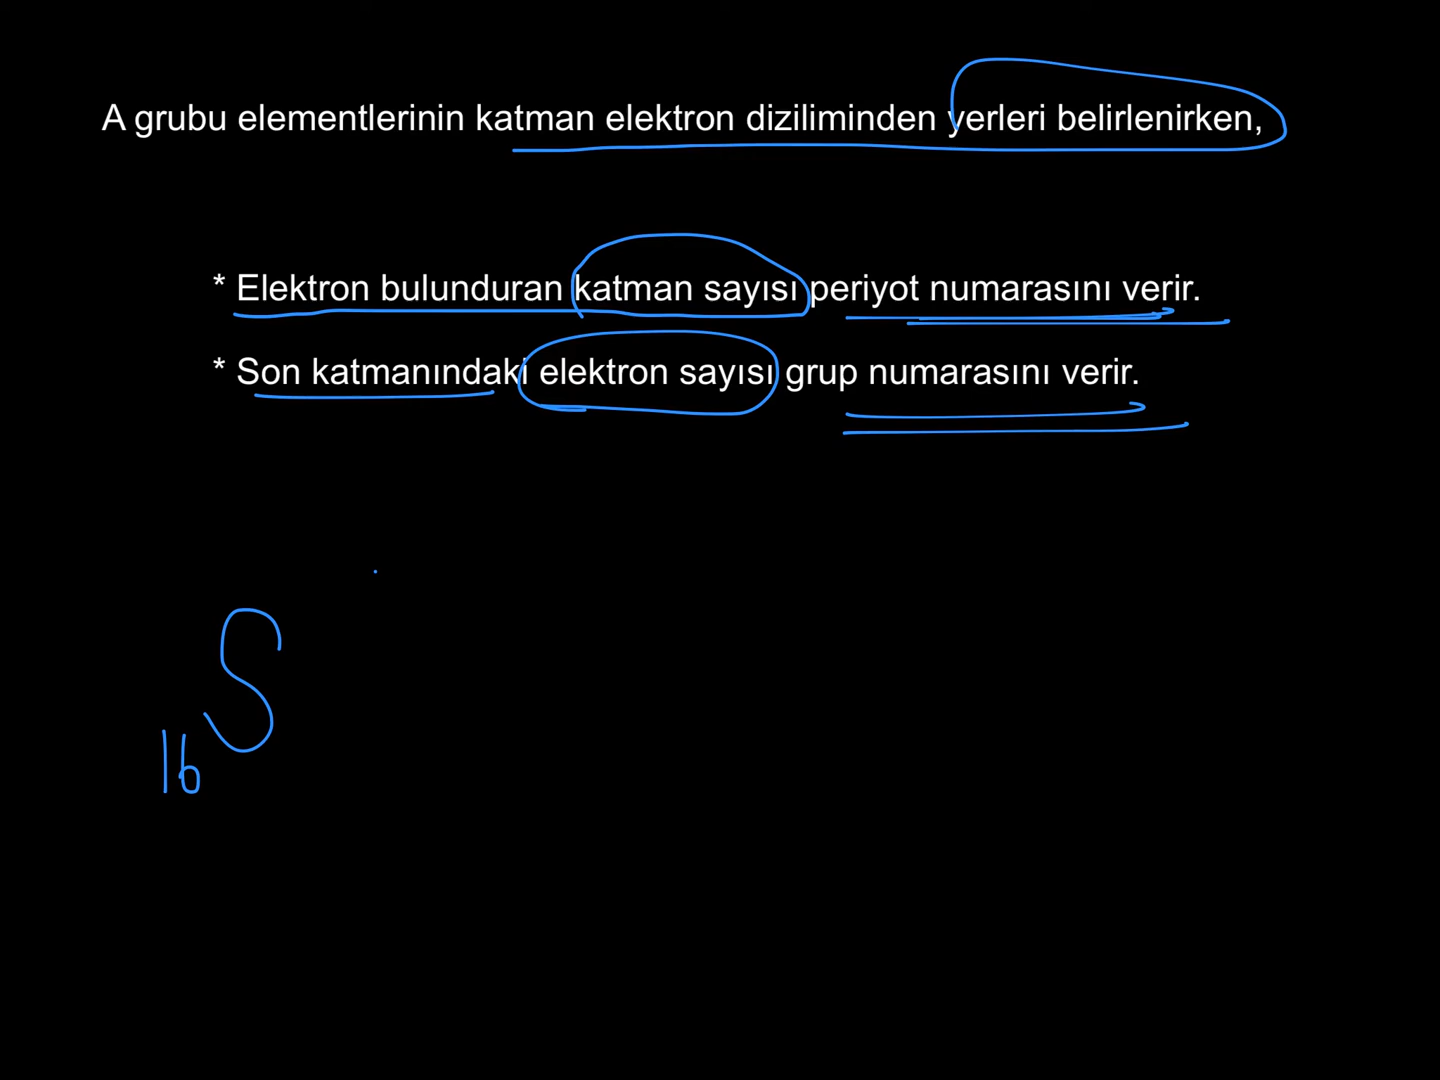 A grubu elementlerinin katman elektron diziliminden yerleri belirlenirken,
* Elektron bulunduran katman sayısı periyot numarasını verir.
* Son katmanındaki elektron sayısı grup numarasını verir.
16 S